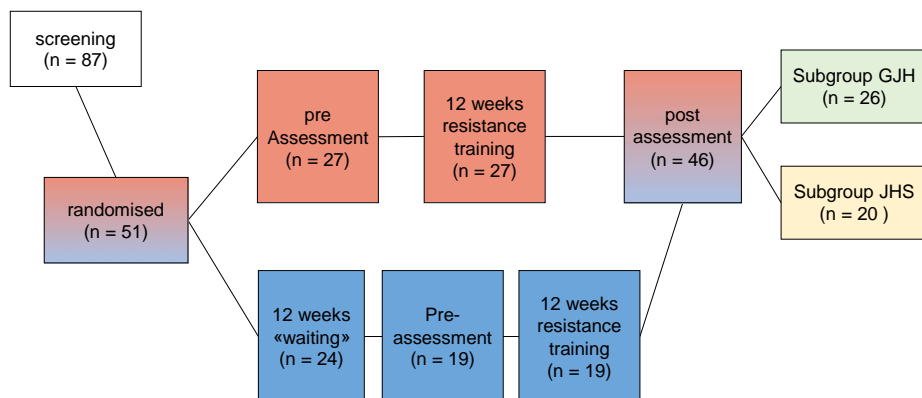 screening
(n = 87)
randomised
(n = 51)
pre
Assessment
(n = 27)
12 weeks
resistance
training
(n = 27)
post
assessment
(n = 46)
Subgroup GJH
(n = 26)
Subgroup JHS
(n = 20 )
12 weeks
«waiting»
(n = 24)
Pre-
assessment
(n = 19)
12 weeks
resistance
training
(n = 19)